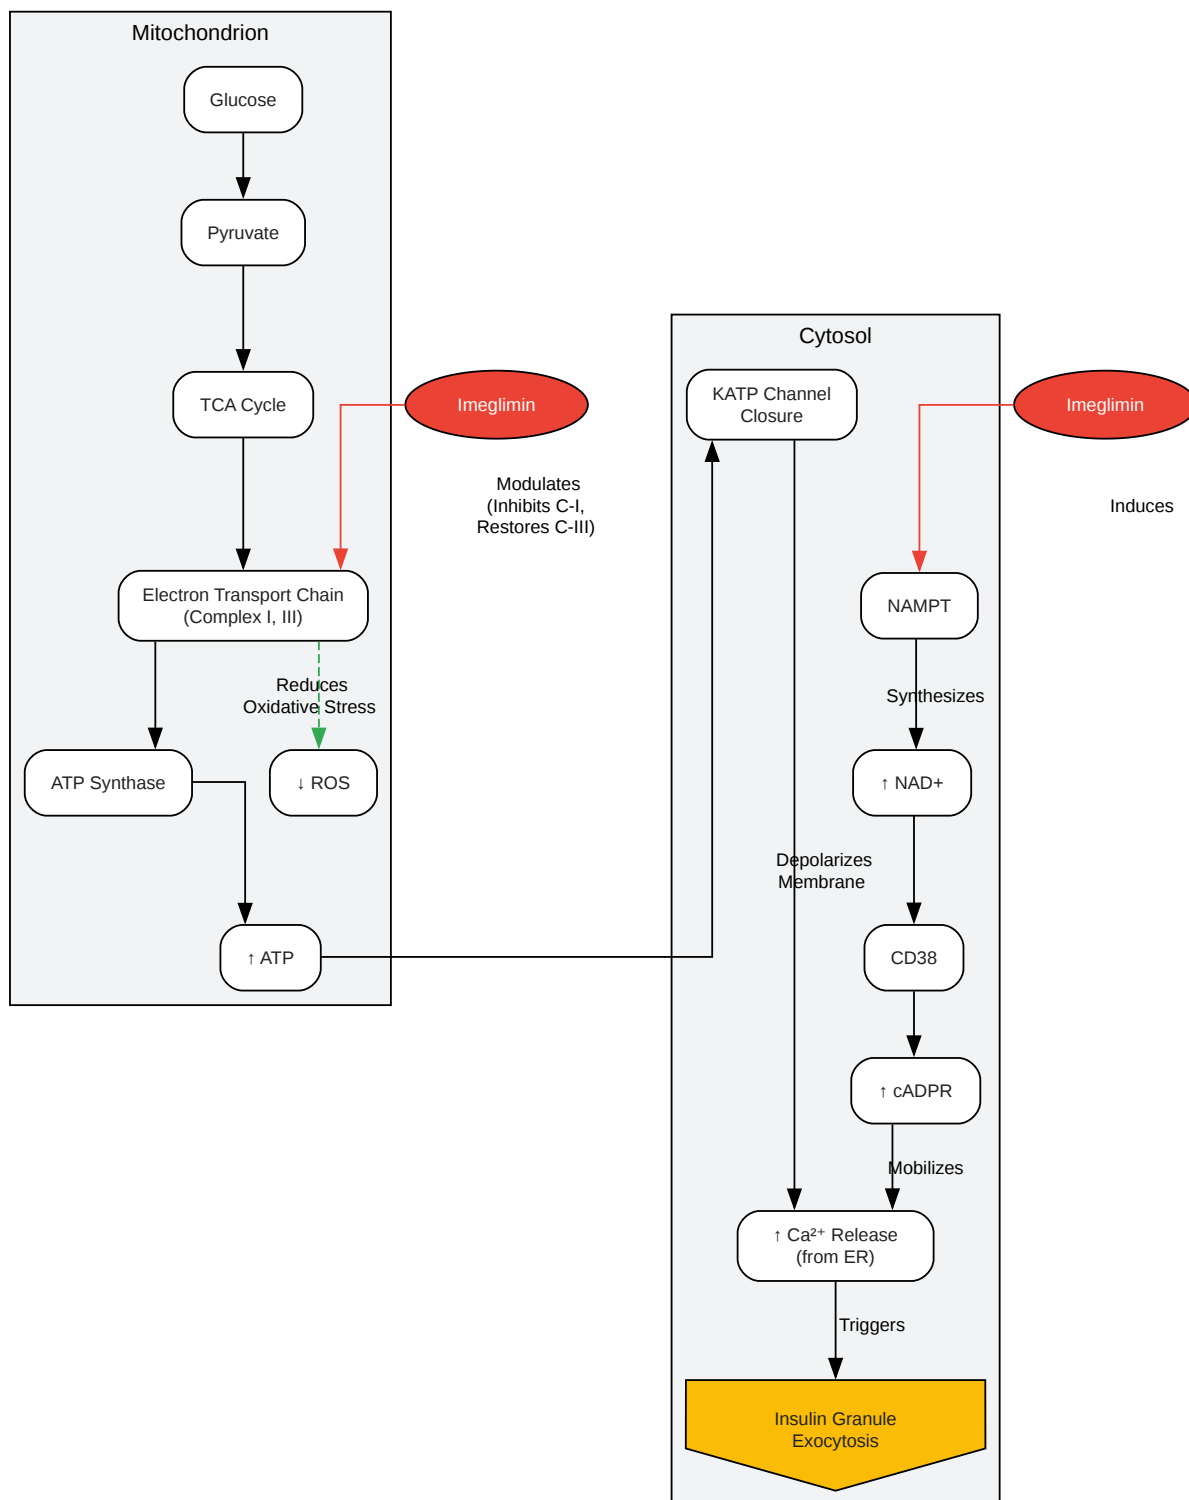 Mitochondrion
Glucose
Pyruvate
TCA Cycle
Imeglimin
Modulates
(Inhibits C-I,
Restores C-III)
Electron Transport Chain
(Complex I, III)
Reduces
Oxidative Stress
ATP Synthase
↓ ROS
↑ ATP
Cytosol
KATP Channel
Closure
Imeglimin
Induces
NAMPT
Synthesizes
↑ NAD+
Depolarizes
Membrane
CD38
↑ cADPR
Mobilizes
↑ Ca²⁺ Release
(from ER)
Triggers
Insulin Granule
Exocytosis